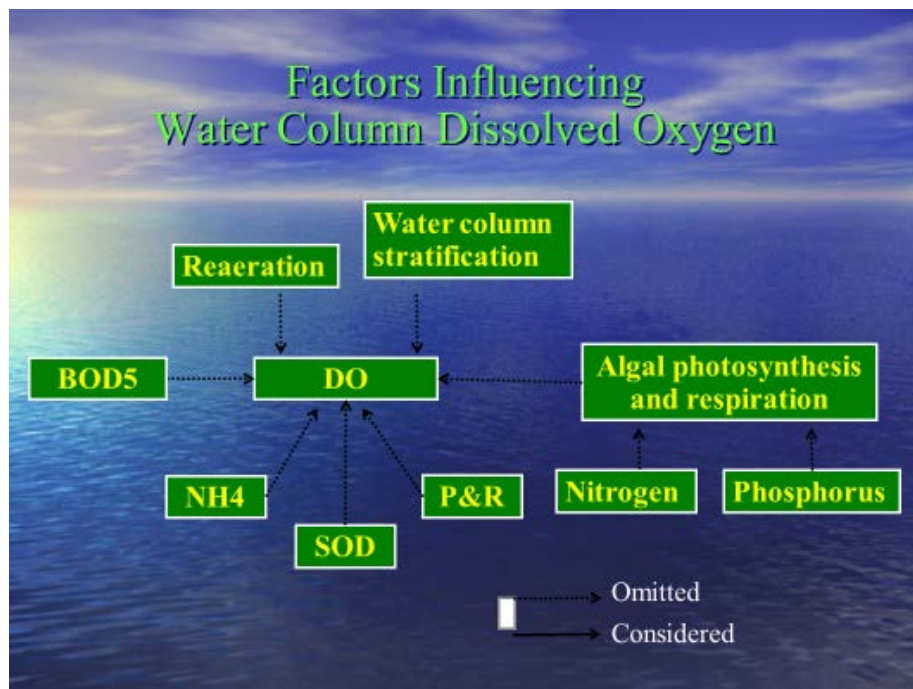 Factors Influencing
Water Column Dissolved Oxygen
Water column
stratification
Reaeration
BOD5
DO
Algal photosynthesis
and respiration
NH4
P&R
Nitrogen
Phosphorus
SOD
Omitted
Considered